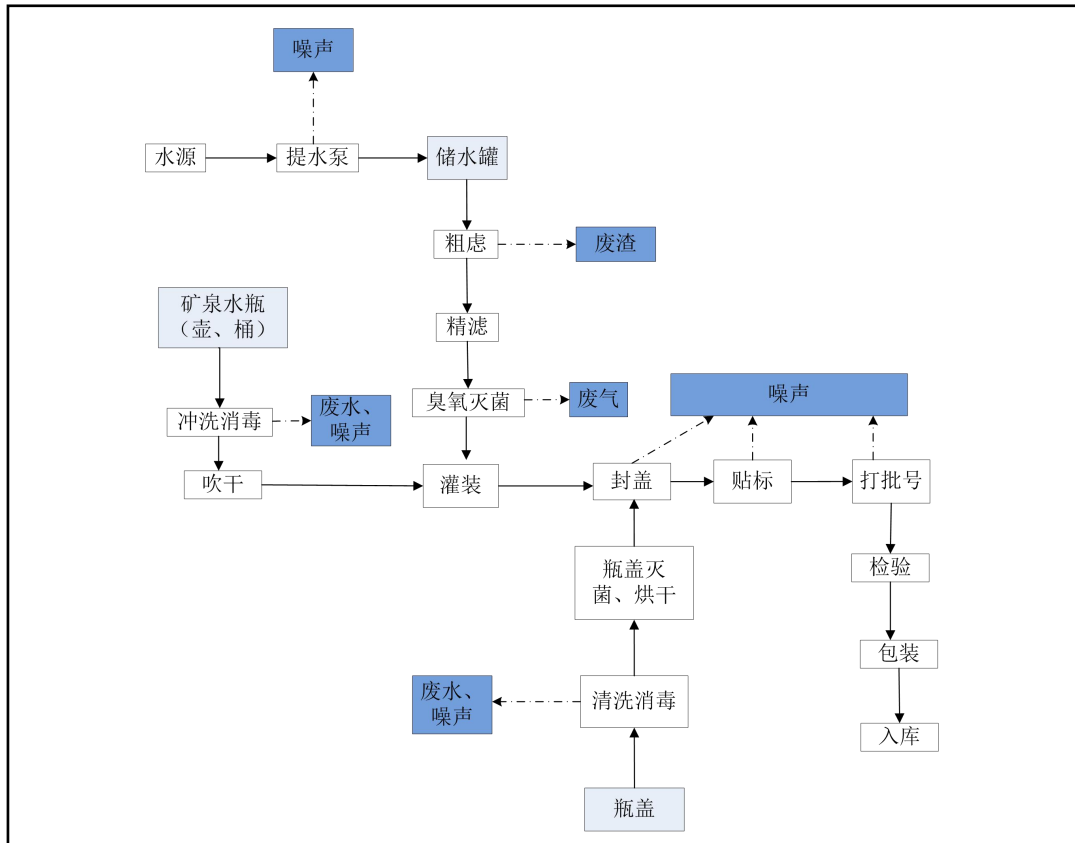 噪声
水源
提水泵
储水罐
粗虑
废渣
矿泉水瓶
（壶、桶）
精滤
噪声
臭氧灭菌
废气
冲洗消毒
废水、
噪声
吹干
灌装
封盖
贴标
打批号
瓶盖灭
菌、烘干
检验
包装
废水、
噪声
清洗消毒
入库
瓶盖